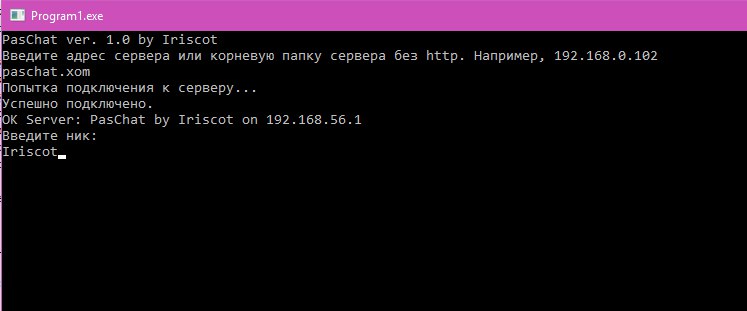 Program1.exe
PasChat ver. 1.0 by Iriscot
Введите адрес сервера или корневую папку сервера без http. Например, 192.168.0.102
paschat.xom
Попытка подключения к серверу...
Успешно подключено.
OK Server: PasChat by Iriscot on 192.168.56.1
Введите ник:
Iriscot